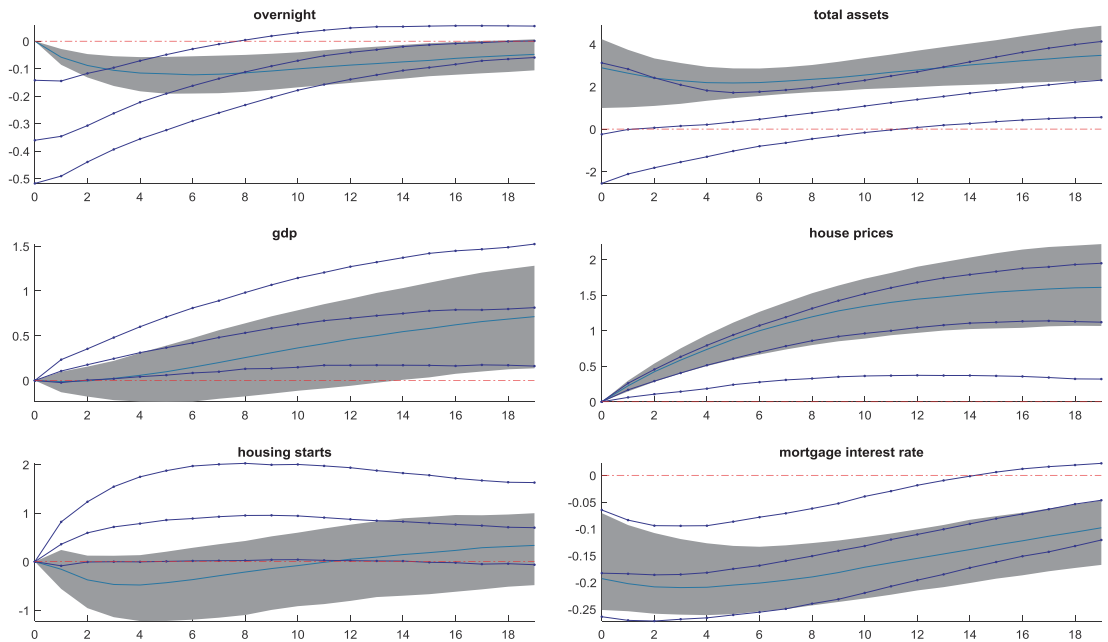 overnight
0
-0.1
-0.2
-0.3
-0.4
-0.5
0 2 4 6 8 10 12 14 16 18
total assets
4
2
0
-2
0 2 4 6 8 10 12 14 16 18
gdp
1.5
1
0.5
0
0 2 4 6 8 10 12 14 16 18
house prices
2
1.5
1
0.5
0
0 2 4 6 8 10 12 14 16 18
housing starts
2
1
0
-1
0 2 4 6 8 10 12 14 16 18
mortgage interest rate
0
-0.05
-0.1
-0.15
-0.2
-0.25
0 2 4 6 8 10 12 14 16 18